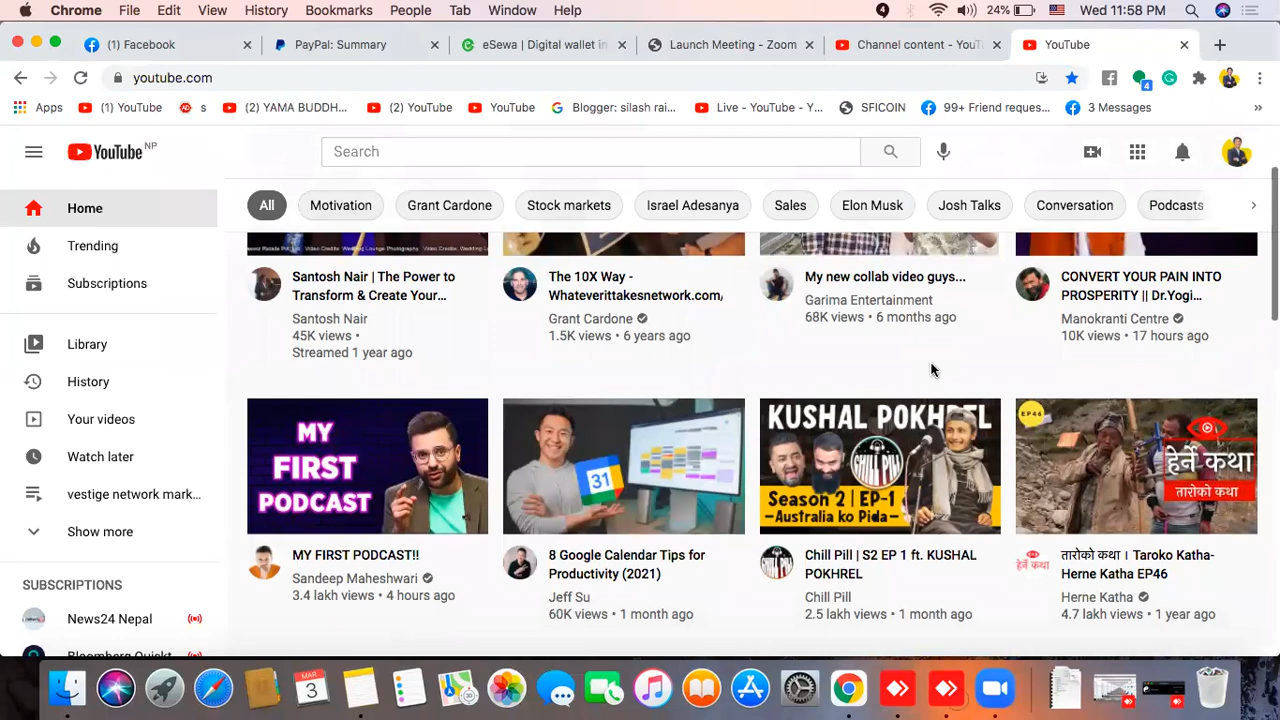 Chrome File Edit View History Bookmarks People Tab Window Help 4 24% Wed 11:58 PM
(1) Facebook PayPal: Summary eSewa | Digital wallet in Launch Meeting - Zoom Channel content - YouT YouTube
youtube.com 4
Apps (1) YouTube s (2) YAMA BUDDH... (2) YouTube YouTube Blogger: silash rai... Live - YouTube - Y... SFICOIN 99+ Friend reques... 3 Messages »
YouTube NP
Search
Home
Trending
Subscriptions
Library
History
Your videos
Watch later
vestige network mark...
Show more
SUBSCRIPTIONS
News24 Nepal
All Motivation Grant Cardone Stock markets Israel Adesanya Sales Elon Musk Josh Talks Conversation Podcasts
Santosh Nair | The Power to
Transform & Create Your...
Santosh Nair
45K views •
Streamed 1 year ago
The 10X Way -
Whateverittakesnetwork.com/
Grant Cardone
1.5K views • 6 years ago
My new collab video guys...
Garima Entertainment
68K views • 6 months ago
CONVERT YOUR PAIN INTO
PROSPERITY || Dr.Yogi...
Manokranti Centre
10K views • 17 hours ago
MY
FIRST
PODCAST
31
KUSHAL POKHREL
CHILL PILL
Season 2 | EP-1
-Australia ko Pida-
EP46
हेर्ने कथा
तारोको कथा
MY FIRST PODCAST!!
Sandeep Maheshwari
3.4 lakh views • 4 hours ago
8 Google Calendar Tips for
Productivity (2021)
Jeff Su
60K views • 1 month ago
Chill Pill | S2 EP 1 ft. KUSHAL
POKHREL
Chill Pill
2.5 lakh views • 1 month ago
तारोको कथा । Taroko Katha-
Herne Katha EP46
Herne Katha
4.7 lakh views • 1 year ago
MAR
3